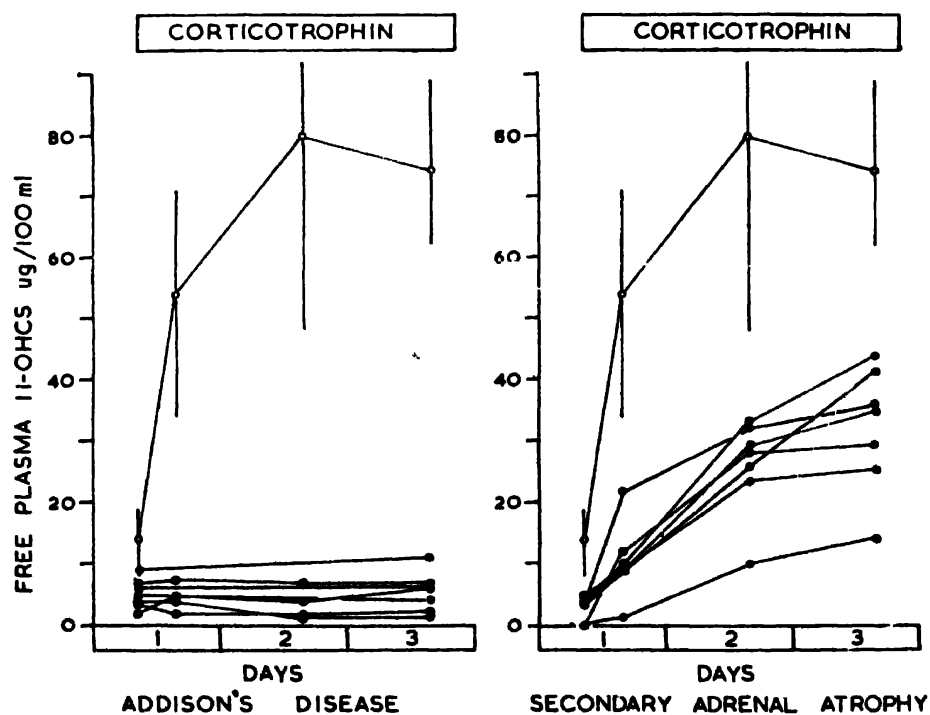 CORTICOTROPHIN
CORTICOTROPHIN
FREE PLASMA 11-OHCS ug/100 ml
80
60
40
20
0
80
60
40
20
0
1 2 3
1 2 3
DAYS
DAYS
ADDISON'S DISEASE
SECONDARY ADRENAL ATROPHY